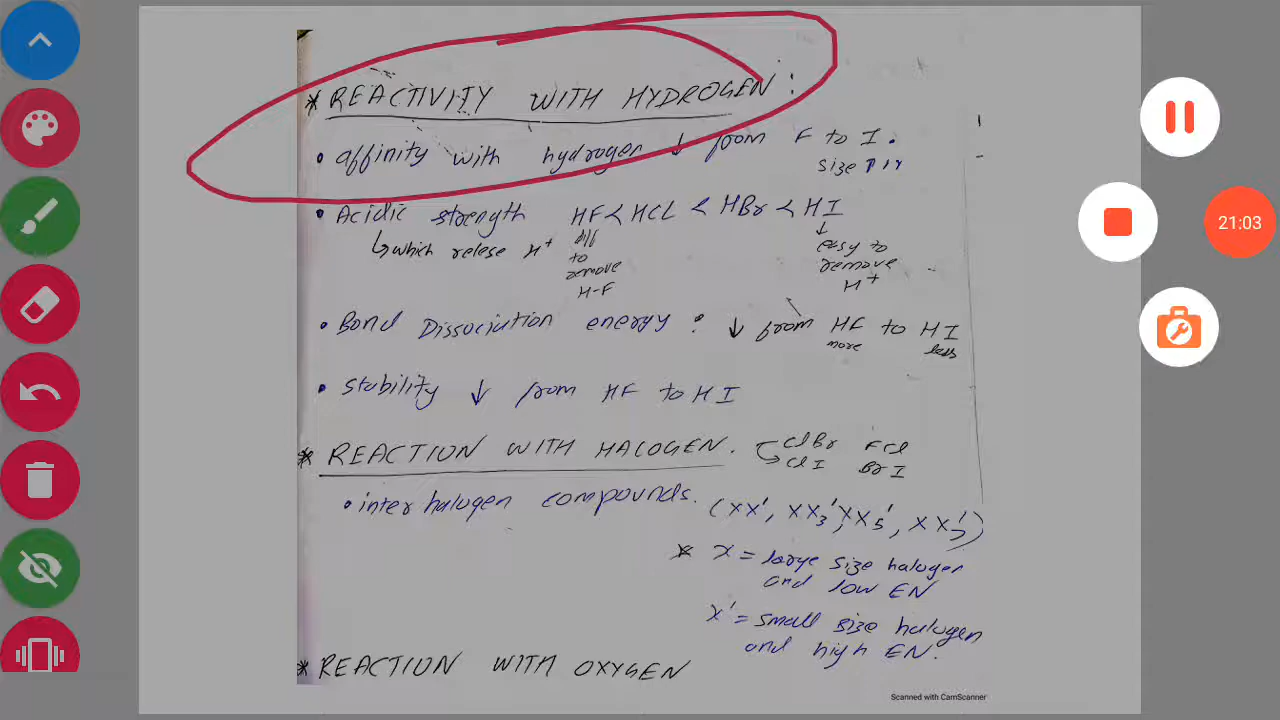 * REACTIVITY WITH HYDROGEN :
• affinity with hydrogen ↓ from F to I.
size ↑
• Acidic strength HF < HCL < HBr < HI
↳ which relese H+
diff to remove H-F
↓ easy to remove H+
• Bond Dissociution energy : ↓ from HF to HI
more less
• stability ↓ from HF to HI
* REACTION WITH HALOGEN. ClBr FCl
ClI BrI
• inter halogen compounds. (XX', XX3', XX5', XX7')
* X = large size halogen
and low EN
X' = small size halogen
and high EN.
* REACTION WITH OXYGEN
Scanned with CamScanner
21:03